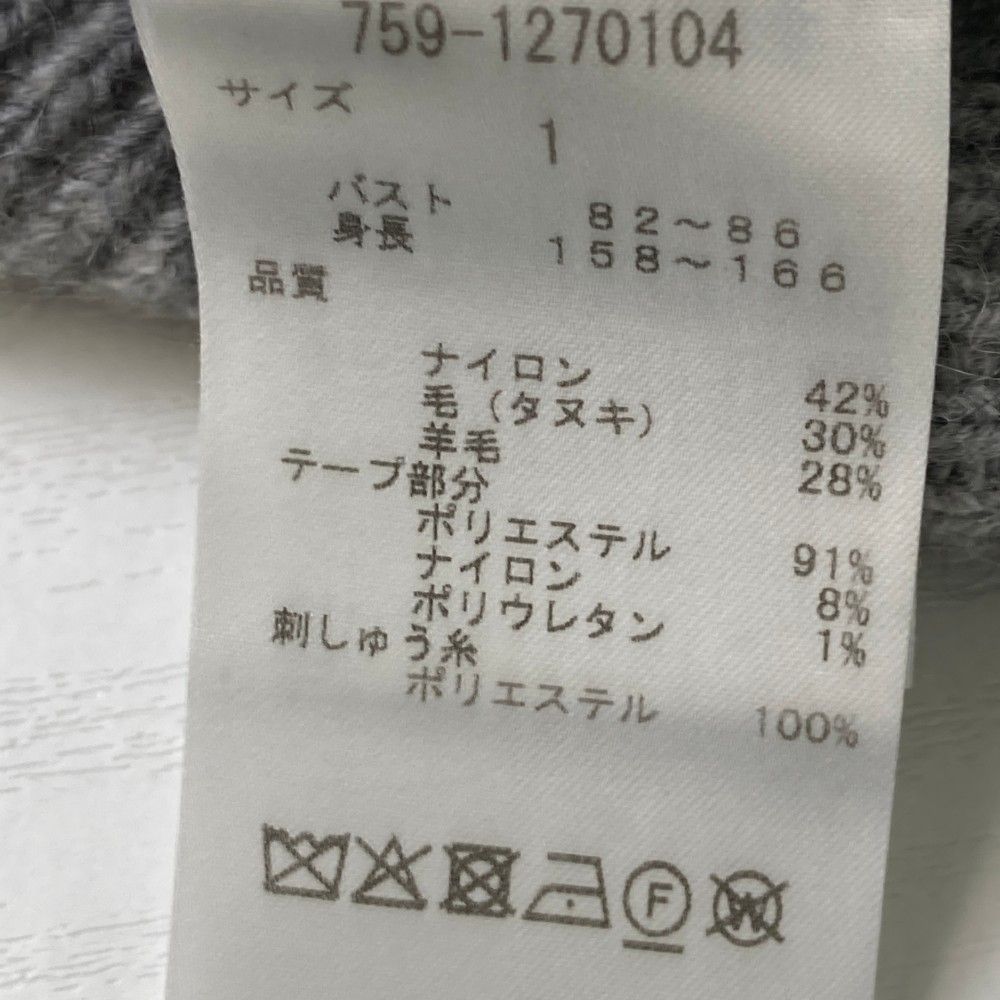 759-1270104
サイズ
1
バスト 82～86
身長 158～166
品質
ナイロン 42%
毛（タヌキ） 30%
羊毛 28%
テープ部分
ポリエステル 91%
ナイロン 8%
ポリウレタン 1%
刺しゅう糸
ポリエステル 100%
F W